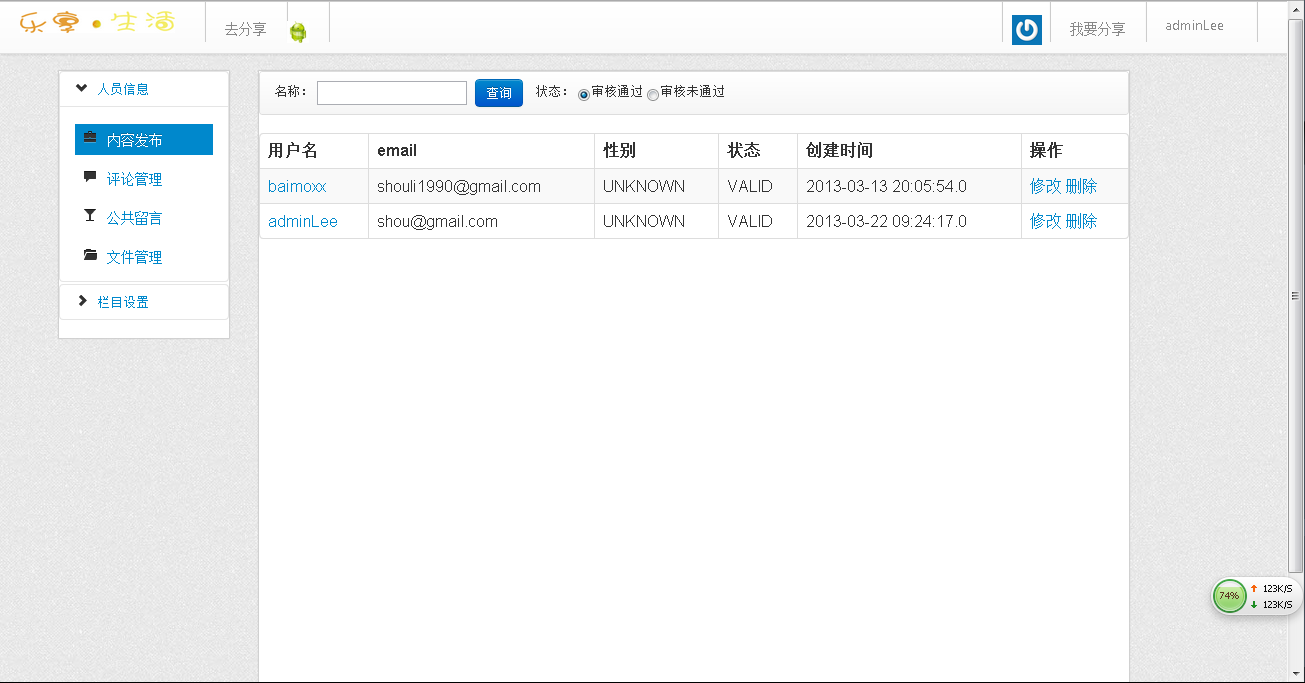 乐享•生活 去分享 我要分享 adminLee
人员信息
内容发布
评论管理
公共留言
文件管理
栏目设置
名称： 查询 状态： 审核通过 审核未通过
用户名 email 性别 状态 创建时间 操作
baimoxx shouli1990@gmail.com UNKNOWN VALID 2013-03-13 20:05:54.0 修改 删除
adminLee shou@gmail.com UNKNOWN VALID 2013-03-22 09:24:17.0 修改 删除
74% 123K/S
123K/S